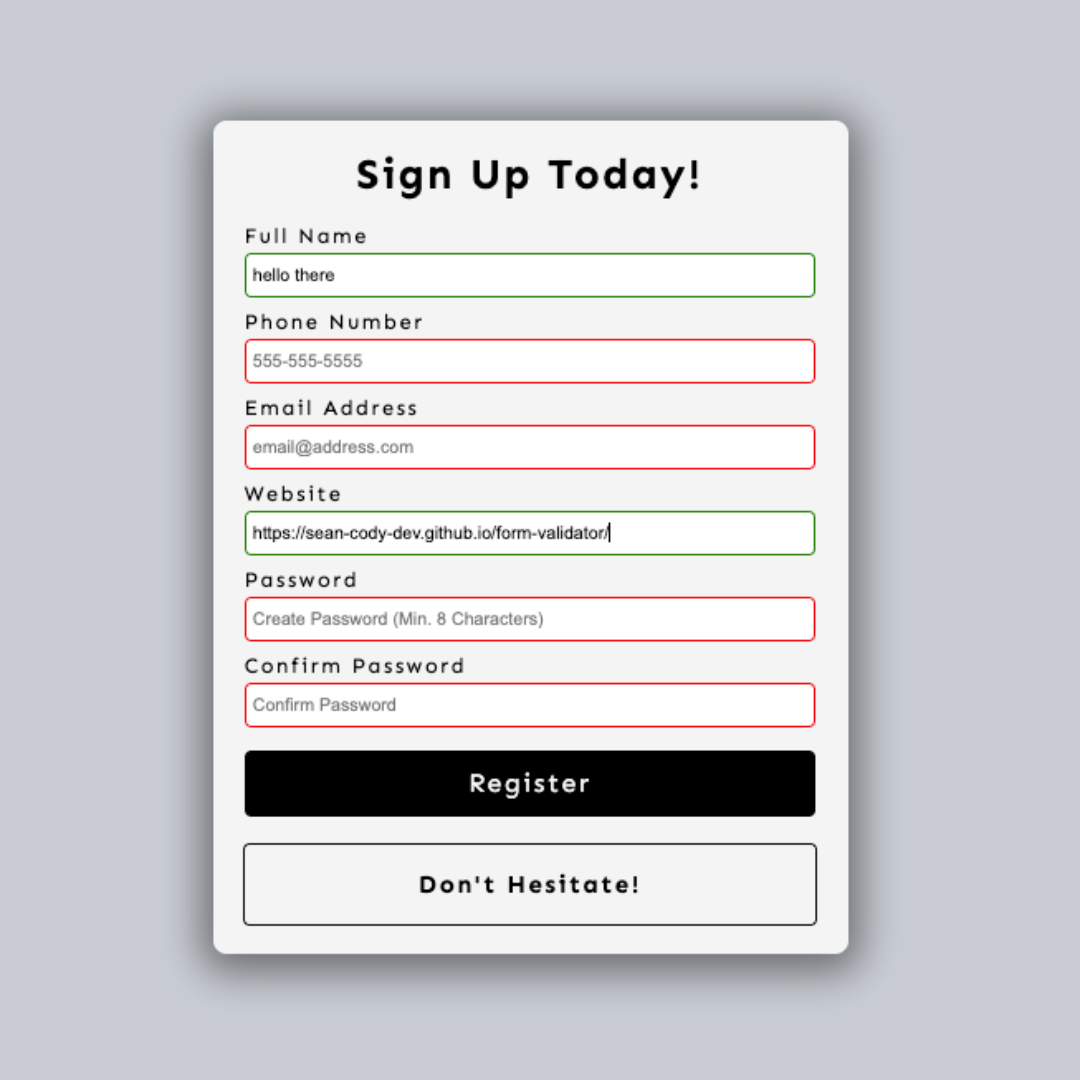 Sign Up Today!
Full Name
hello there
Phone Number
555-555-5555
Email Address
email@address.com
Website
https://sean-cody-dev.github.io/form-validator/
Password
Create Password (Min. 8 Characters)
Confirm Password
Confirm Password
Register
Don't Hesitate!